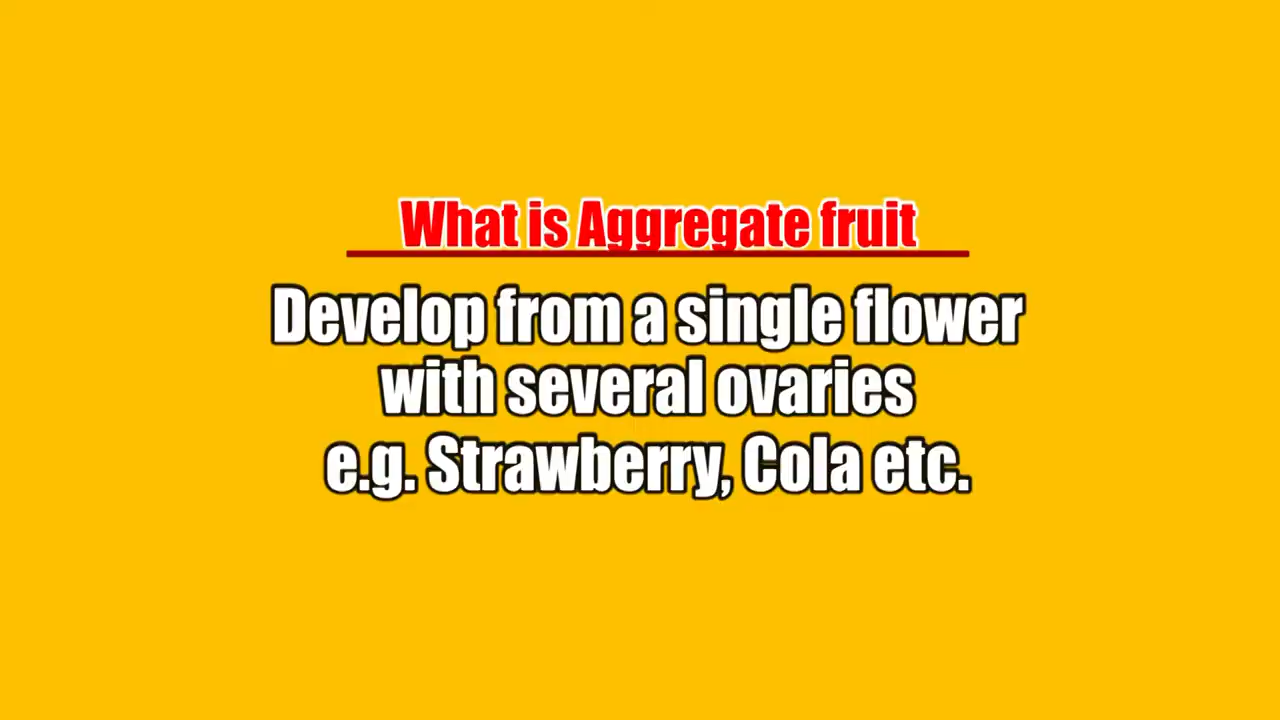 What is Aggregate fruit
Develop from a single flower
with several ovaries
e.g. Strawberry, Cola etc.